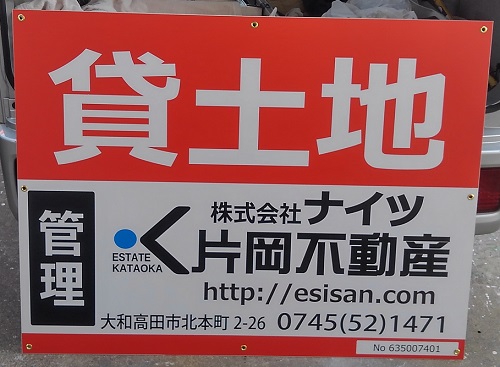 貸土地
管理
ESTATE
KATAOKA
株式会社ナイツ
片岡不動産
http://esisan.com
大和高田市北本町 2-26 0745(52)1471
No 635007401